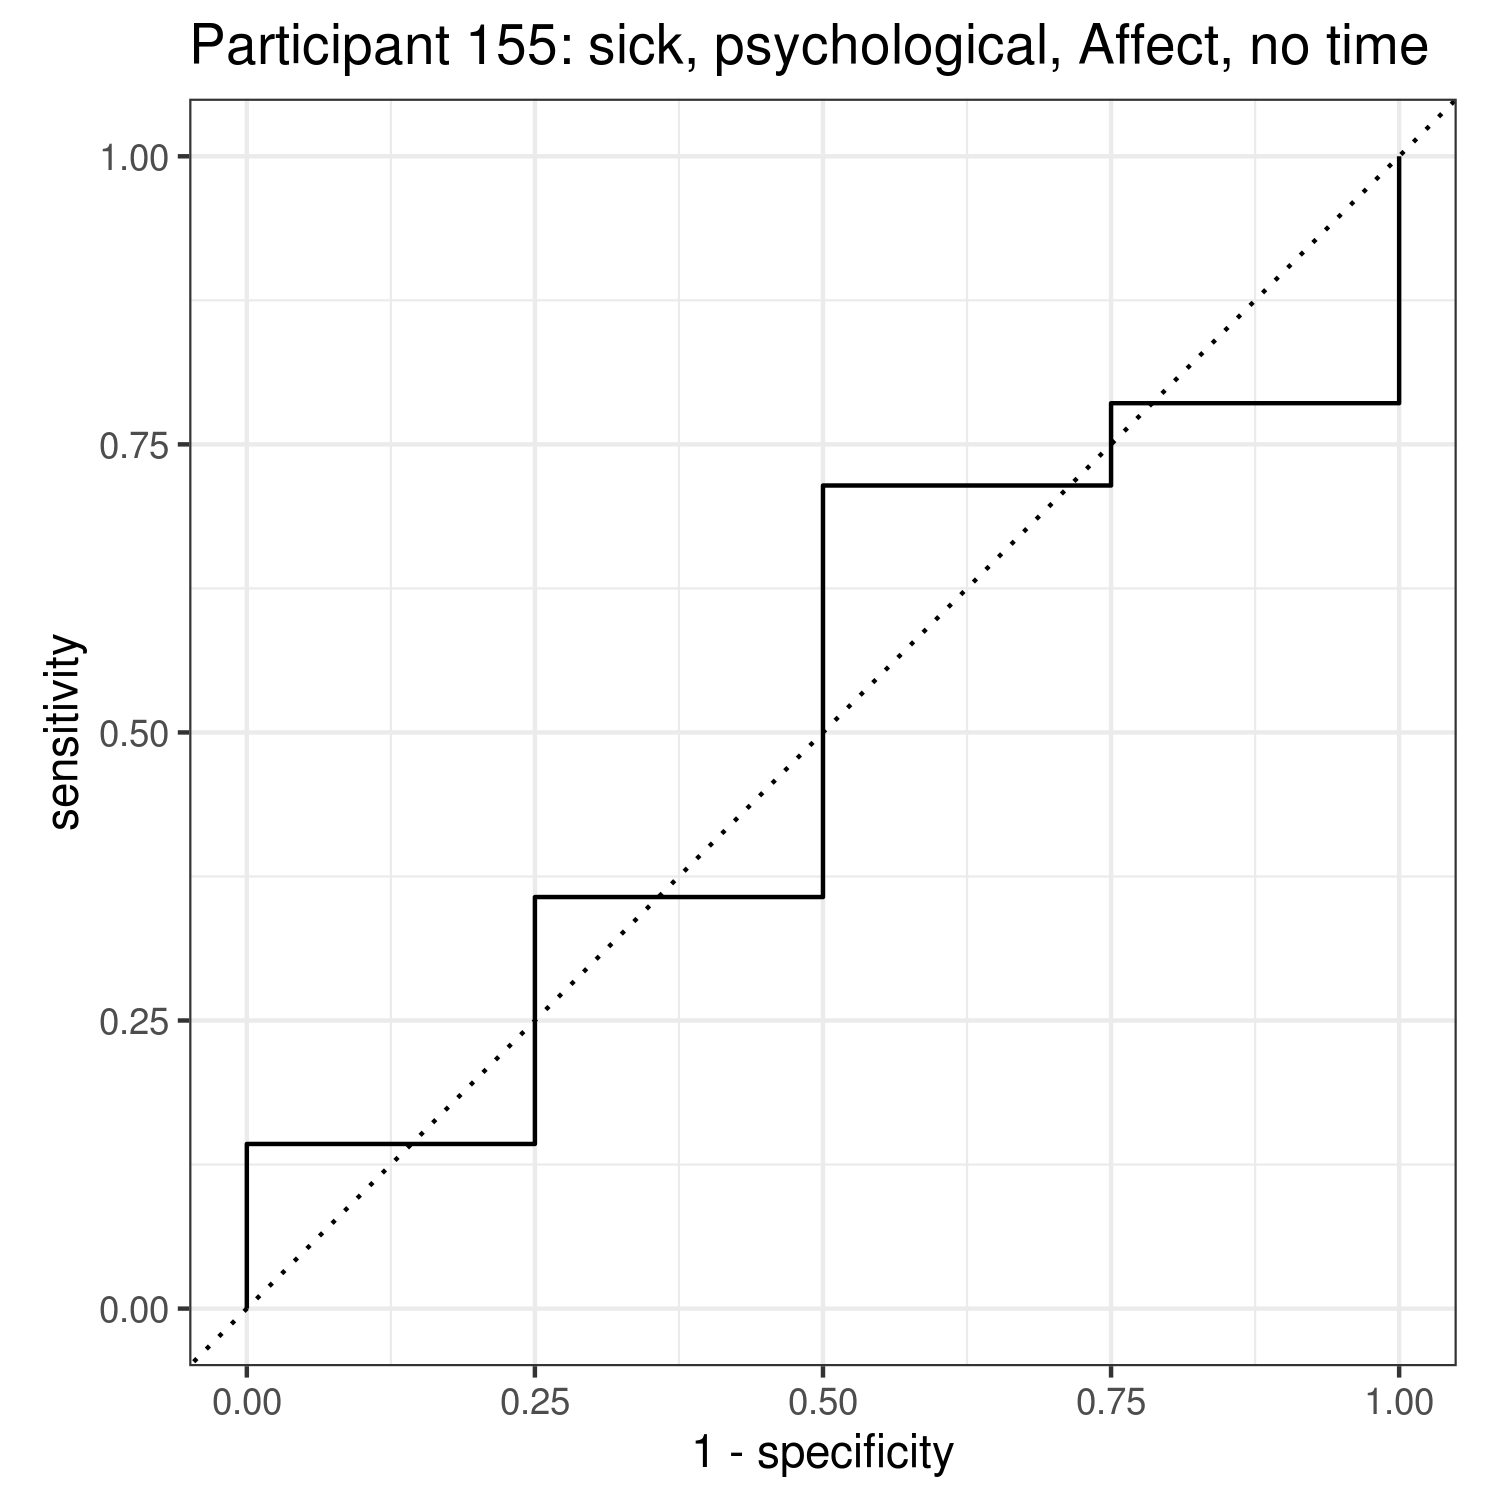 Participant 155: sick, psychological, Affect, no time
1.00
0.75
0.50
0.25
0.00
sensitivity
0.00 0.25 0.50 0.75 1.00
1 - specificity